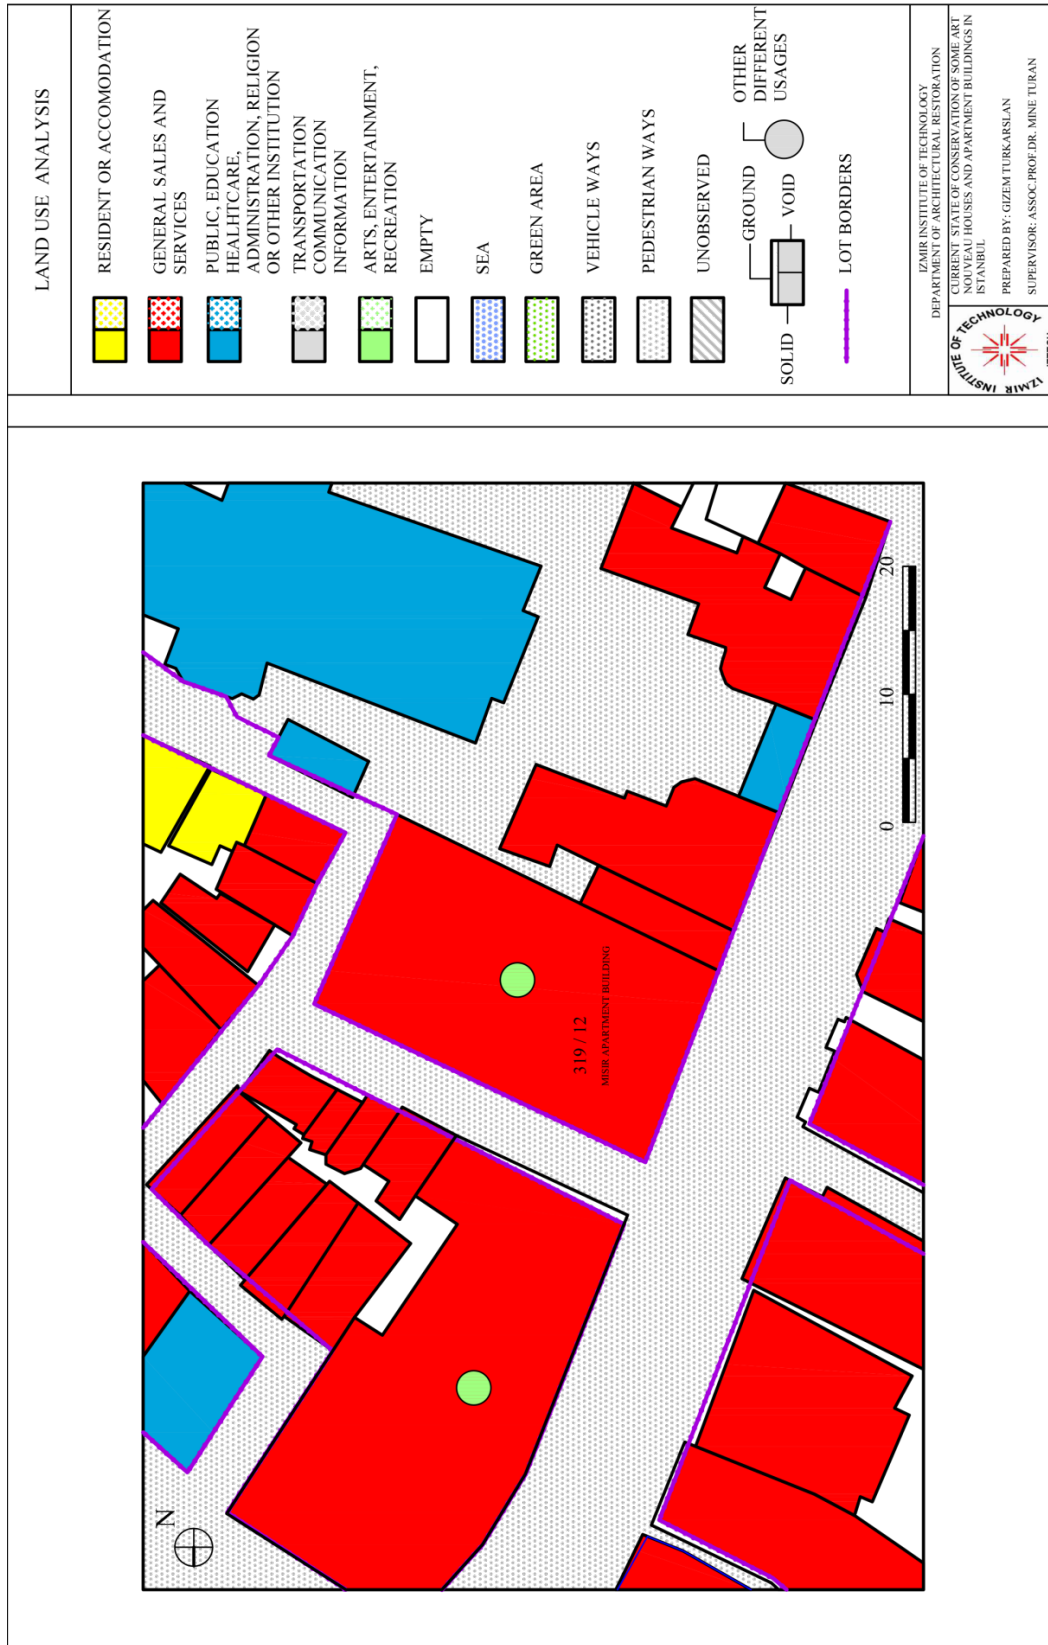 LAND USE ANALYSIS
RESIDENT OR ACCOMODATION
GENERAL SALES AND
SERVICES
PUBLIC, EDUCATION
HEALHTCARE,
ADMINISTRATION, RELIGION
OR OTHER INSTITUTION
TRANSPORTATION
COMMUNICATION
INFORMATION
ARTS, ENTERTAINMENT,
RECREATION
EMPTY
SEA
GREEN AREA
VEHICLE WAYS
PEDESTRIAN WAYS
UNOBSERVED
SOLID
GROUND
VOID
OTHER
DIFFERENT
USAGES
LOT BORDERS
IZMIR INSTITUTE OF TECHNOLOGY
DEPARTMENT OF ARCHITECTURAL RESTORATION
CURRENT STATE OF CONSERVATION OF SOME ART
NOUVEAU HOUSES AND APARTMENT BUILDINGS IN
ISTANBUL
PREPARED BY: GIZEM TURKARSLAN
SUPERVISOR: ASSOC.PROF.DR. MINE TURAN
IZMIR INSTITUTE OF TECHNOLOGY
N
319 / 12
MISIR APARTMENT BUILDING
0 10 20